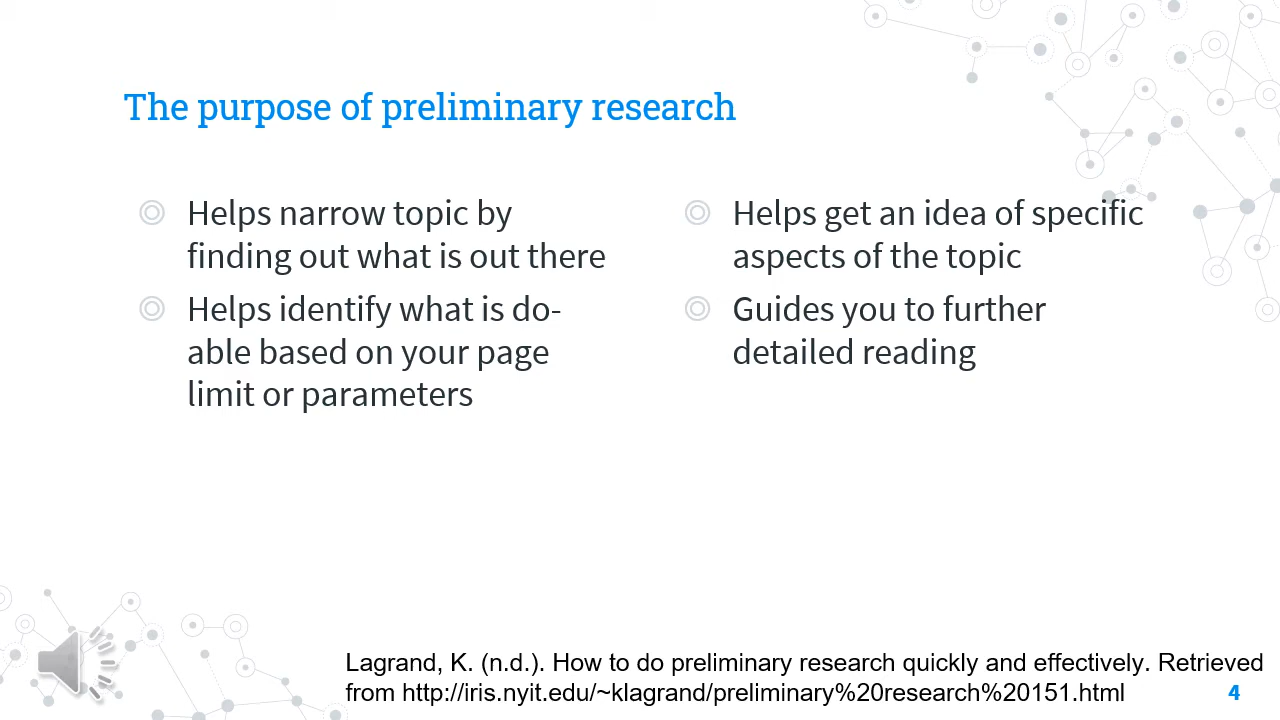 The purpose of preliminary research
Helps narrow topic by
finding out what is out there
Helps identify what is do-
able based on your page
limit or parameters
Helps get an idea of specific
aspects of the topic
Guides you to further
detailed reading
Lagrand, K. (n.d.). How to do preliminary research quickly and effectively. Retrieved
from http://iris.nyit.edu/~klagrand/preliminary%20research%20151.html
4